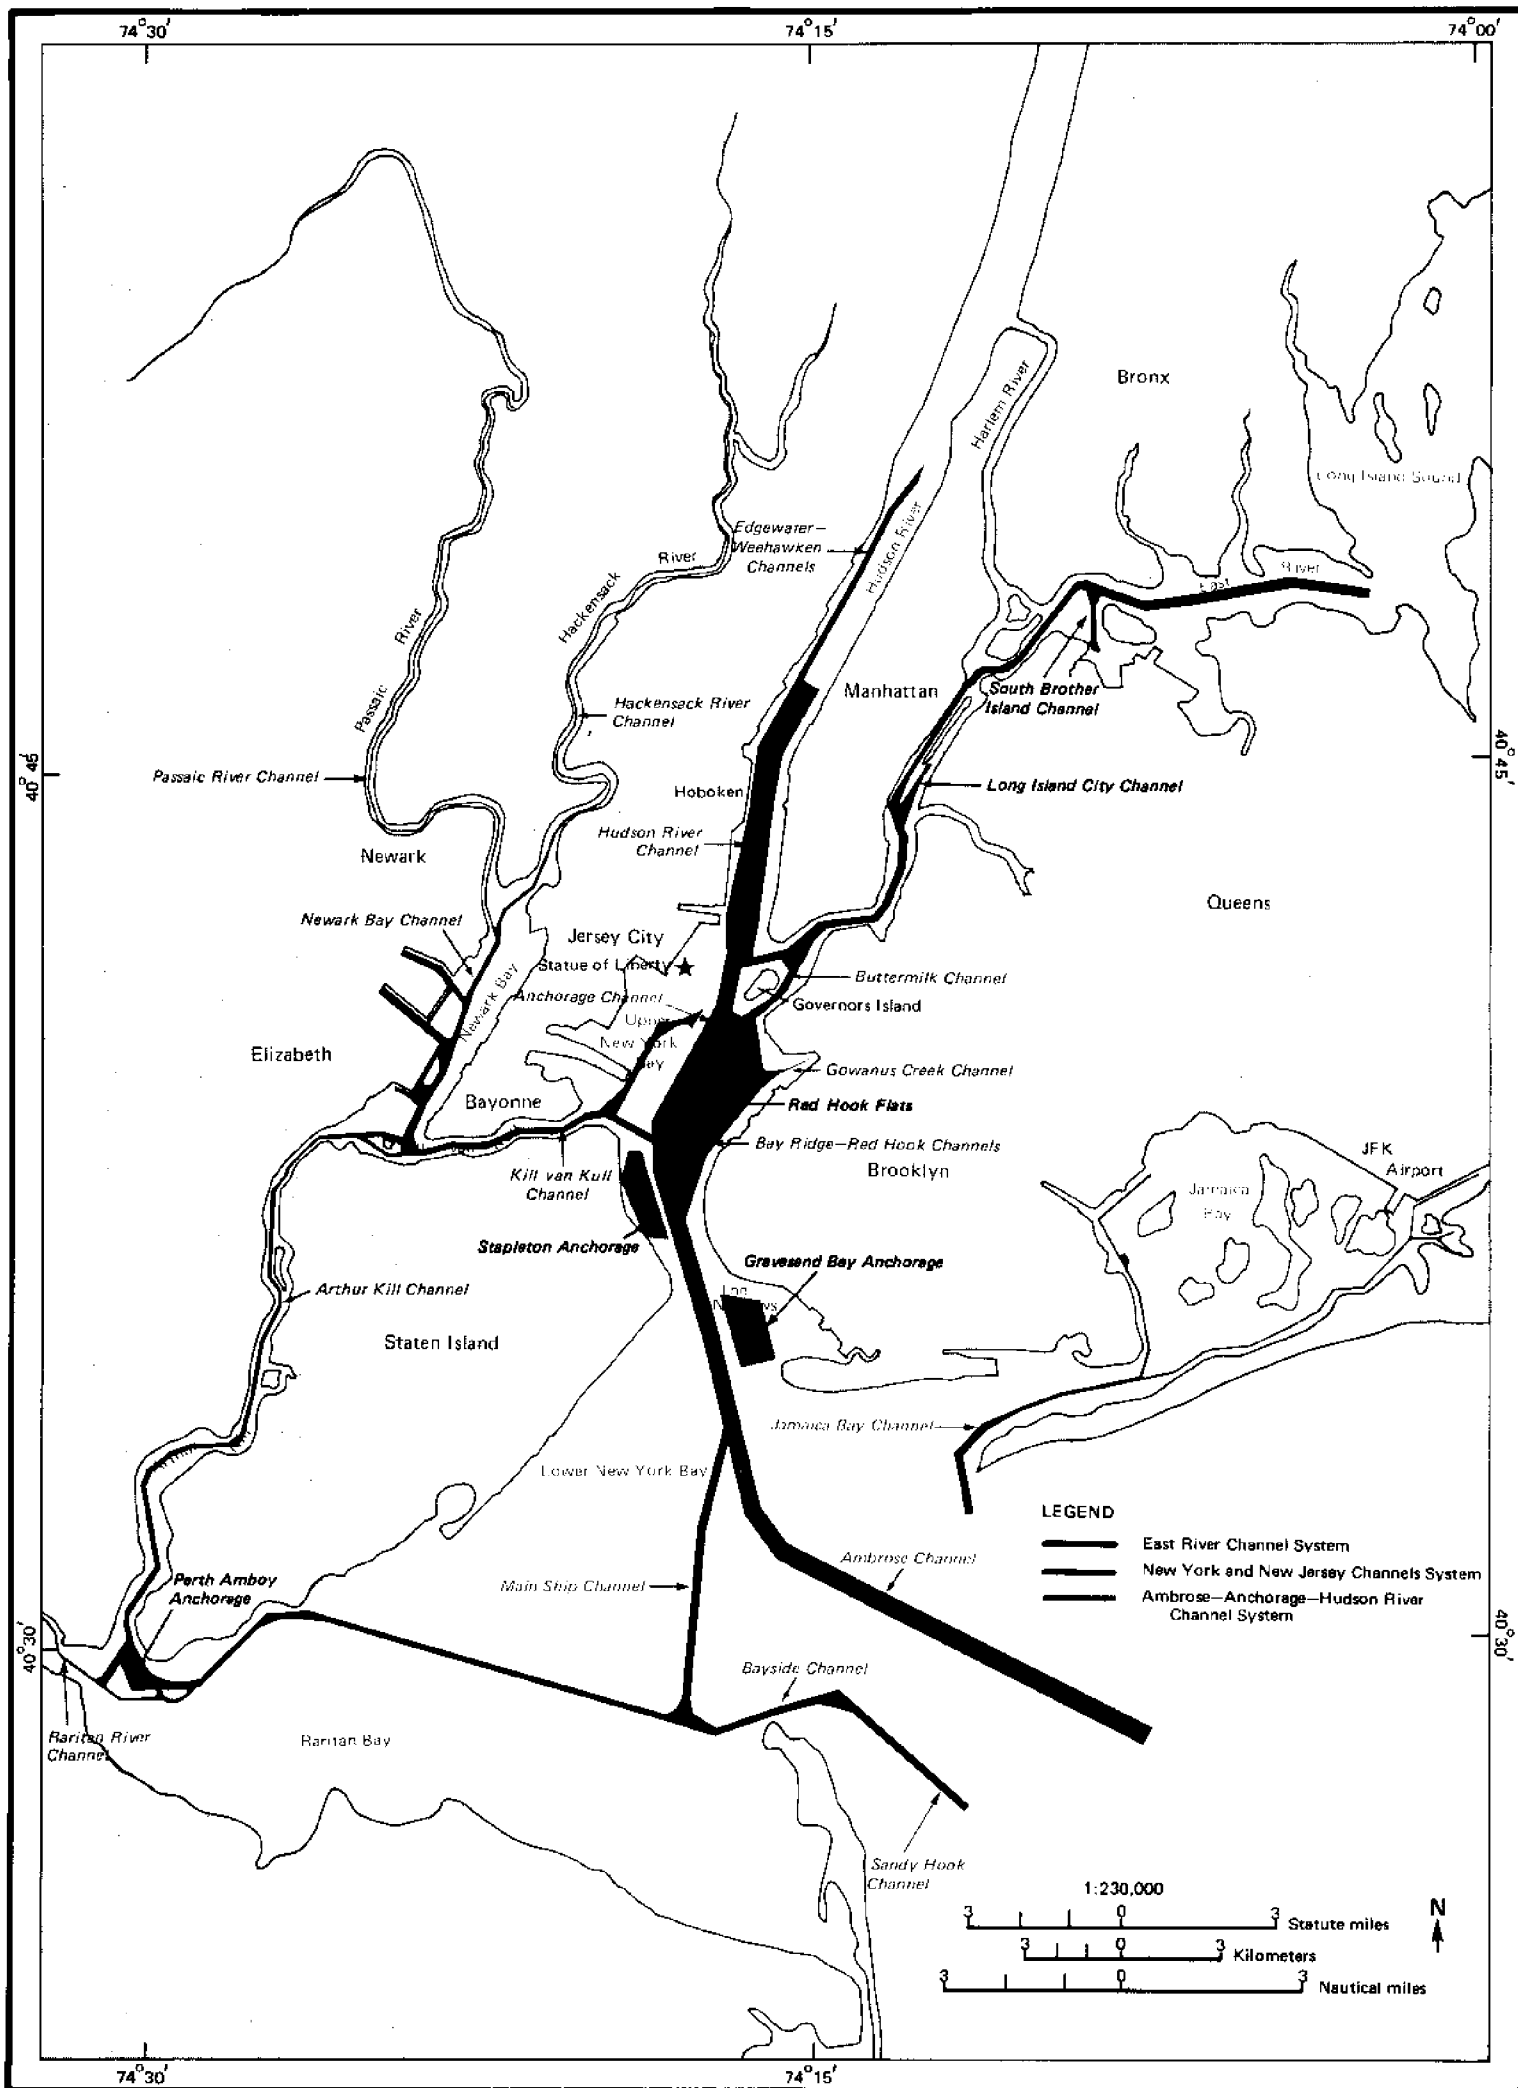 74°30'
74°15'
74°00'
Bronx
Harlem River
Long Island Sound
Edgewater—
Weehawken
Channels
Hudson River
River
Hackensack
East
River
River
Passaic
Manhattan
South Brother
Island Channel
Hackensack River
Channel
40°45'
40°45'
Passaic River Channel
Long Island City Channel
Hoboken
Hudson River
Channel
Newark
Queens
Newark Bay Channel
Jersey City
Statue of Liberty
Buttermilk Channel
Newark Bay
Anchorage Channel
Governors Island
Upper
New York
Bay
Elizabeth
Gowanus Creek Channel
Bayonne
Red Hook Flats
Bay Ridge—Red Hook Channels
Brooklyn
JFK
Airport
Kill van Kull
Channel
Jamaica
Bay
Stapleton Anchorage
Gravesend Bay Anchorage
Arthur Kill Channel
Staten Island
Jamaica Bay Channel
Lower New York Bay
LEGEND
East River Channel System
New York and New Jersey Channels System
Ambrose—Anchorage—Hudson River
Channel System
Ambrose Channel
Main Ship Channel
Perth Amboy
Anchorage
40°30'
40°30'
Bayside Channel
Raritan River
Channel
Raritan Bay
Sandy Hook
Channel
1:230,000
3 0 3 Statute miles
3 0 3 Kilometers
3 0 3 Nautical miles
N
74°30'
74°15'